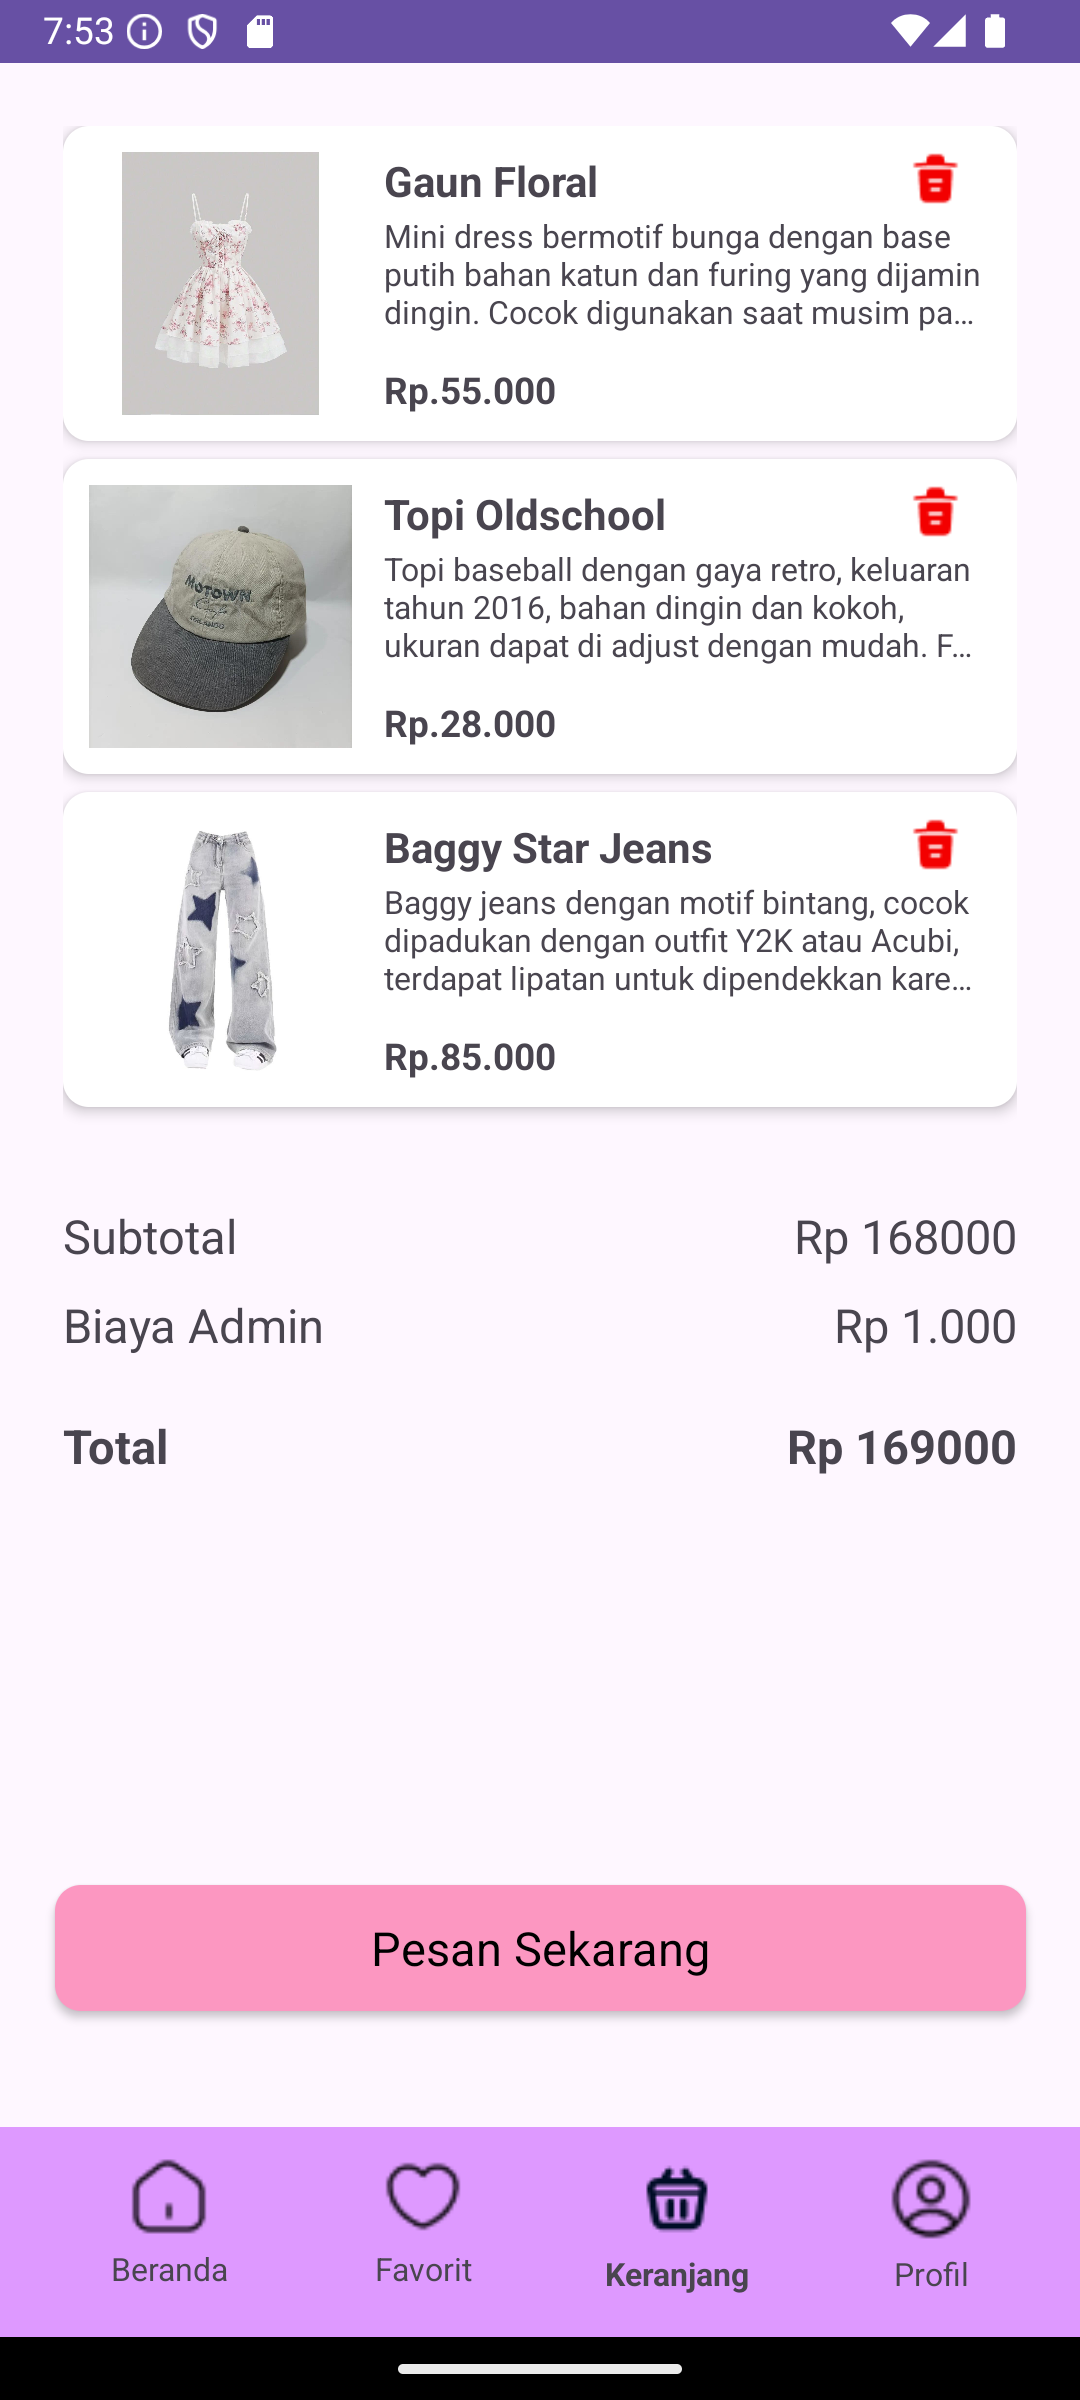 7:53
Gaun Floral
Mini dress bermotif bunga dengan base
putih bahan katun dan furing yang dijamin
dingin. Cocok digunakan saat musim pa...
Rp.55.000
MOTOWN
Cafe
ORLANDO
Topi Oldschool
Topi baseball dengan gaya retro, keluaran
tahun 2016, bahan dingin dan kokoh,
ukuran dapat di adjust dengan mudah. F...
Rp.28.000
Baggy Star Jeans
Baggy jeans dengan motif bintang, cocok
dipadukan dengan outfit Y2K atau Acubi,
terdapat lipatan untuk dipendekkan kare...
Rp.85.000
Subtotal Rp 168000
Biaya Admin Rp 1.000
Total Rp 169000
Pesan Sekarang
Beranda Favorit Keranjang Profil